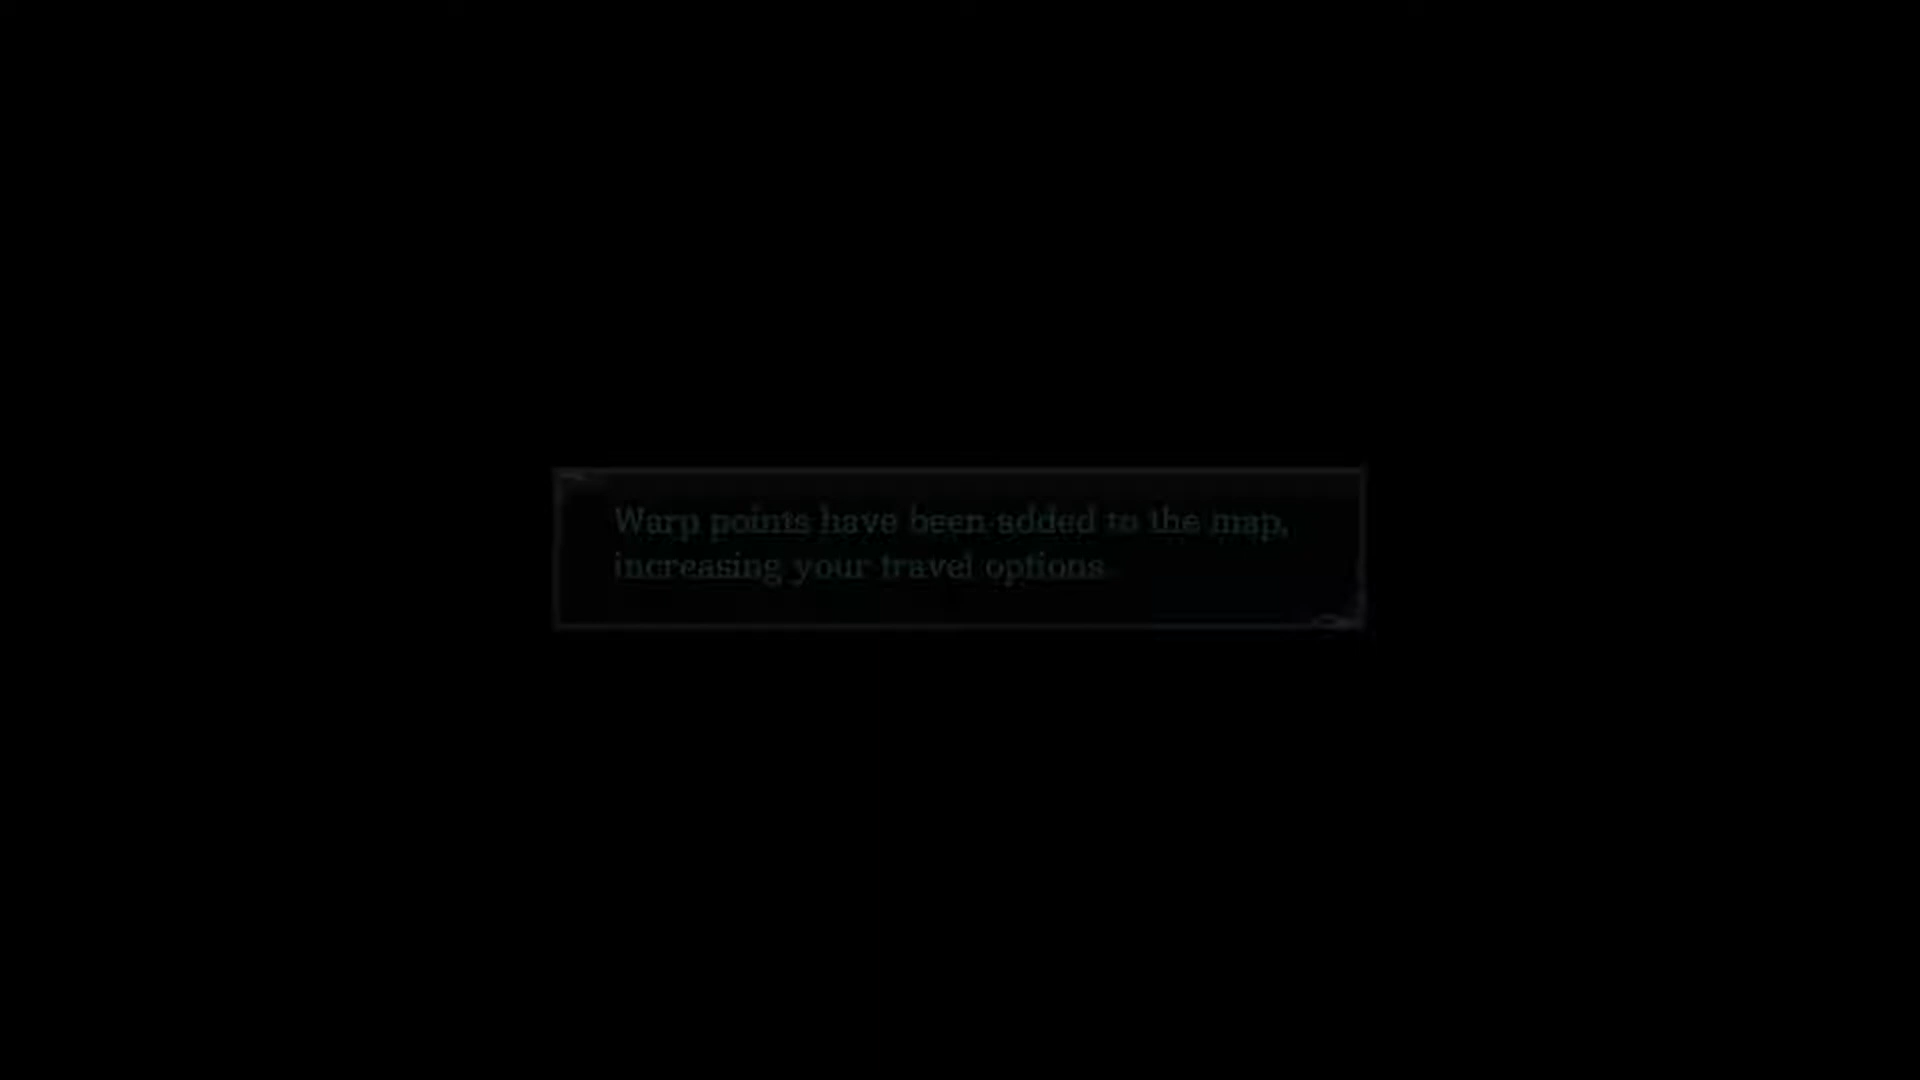 Warp points have been added to the map,
increasing your travel options.